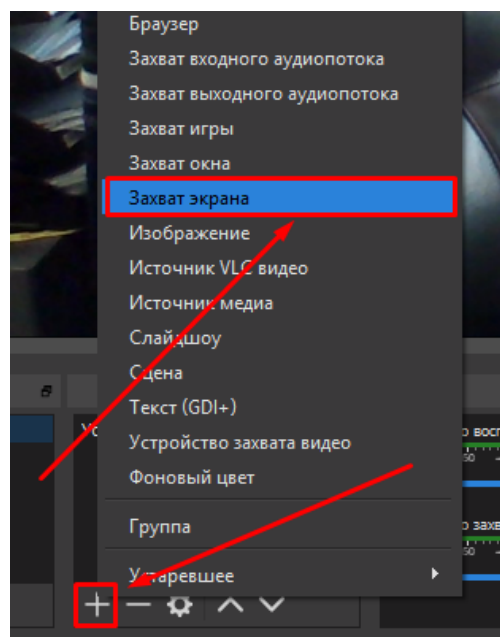 Браузер
Захват входного аудиопотока
Захват выходного аудиопотока
Захват игры
Захват окна
Захват экрана
Изображение
Источник VLC видео
Источник медиа
Слайдшоу
Сцена
Текст (GDI+)
Устройство захвата видео
Фоновый цвет
Группа
Устаревшее